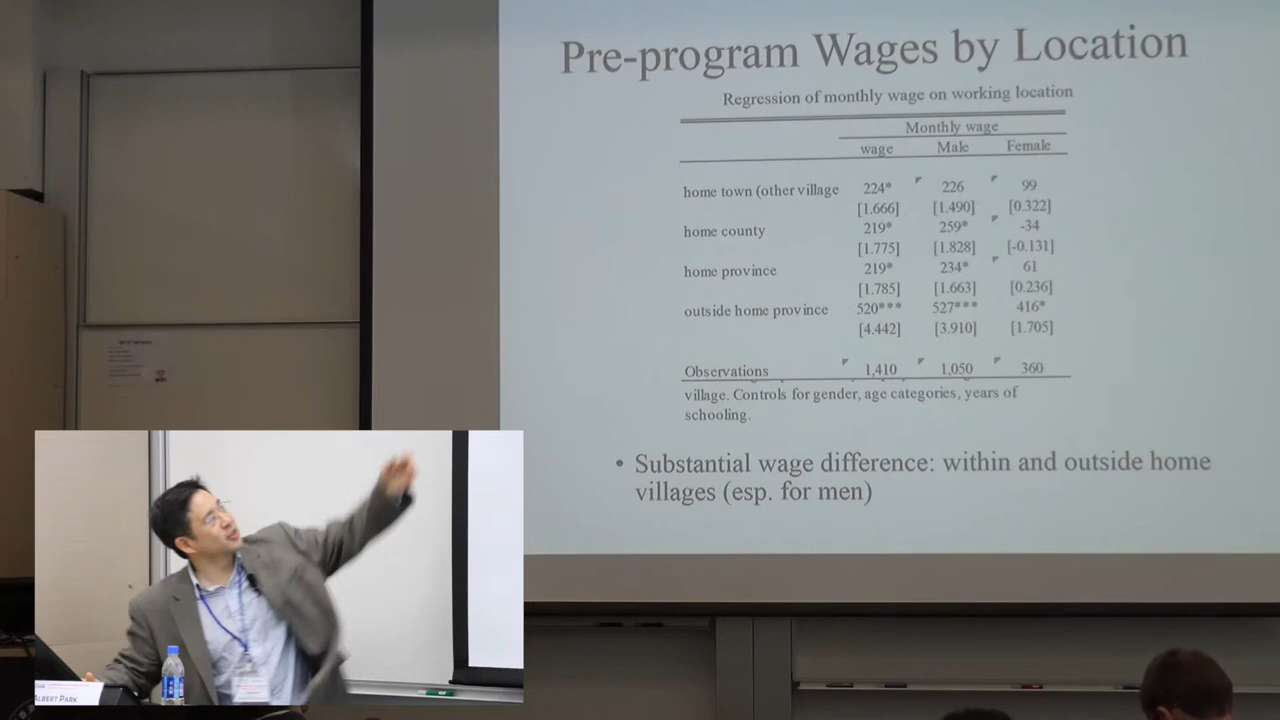 Pre-program Wages by Location
Regression of monthly wage on working location
Monthly wage
wage Male Female
home town (other village 224* 226 99
[1.666] [1.490] [0.322]
home county 219* 259* -34
[1.775] [1.828] [-0.131]
home province 219* 234* 61
[1.785] [1.663] [0.236]
outside home province 520*** 527*** 416*
[4.442] [3.910] [1.705]
Observations 1,410 1,050 360
village. Controls for gender, age categories, years of
schooling.
• Substantial wage difference: within and outside home
villages (esp. for men)
ALBERT PARK